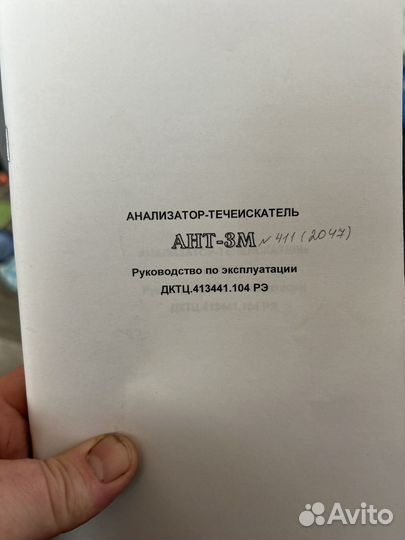 АНАЛИЗАТОР-ТЕЧЕИСКАТЕЛЬ
АНТ-3М № 411 (2047)
Руководство по эксплуатации
ДКТЦ.413441.104 РЭ
Avito